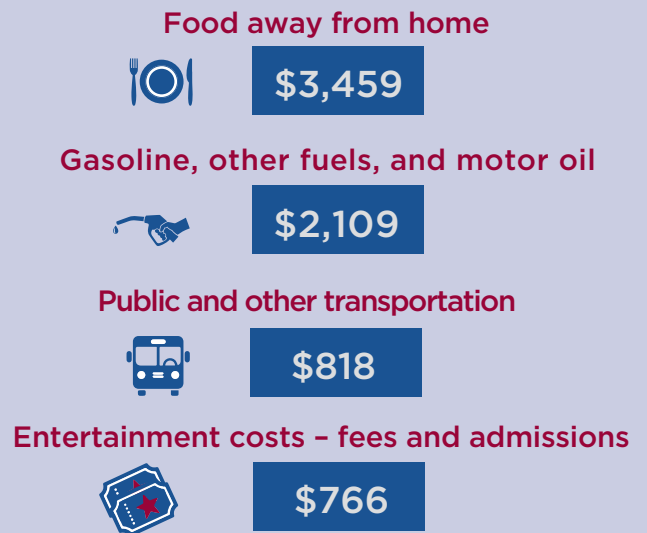 Food away from home
$3,459
Gasoline, other fuels, and motor oil
$2,109
Public and other transportation
$818
Entertainment costs – fees and admissions
$766